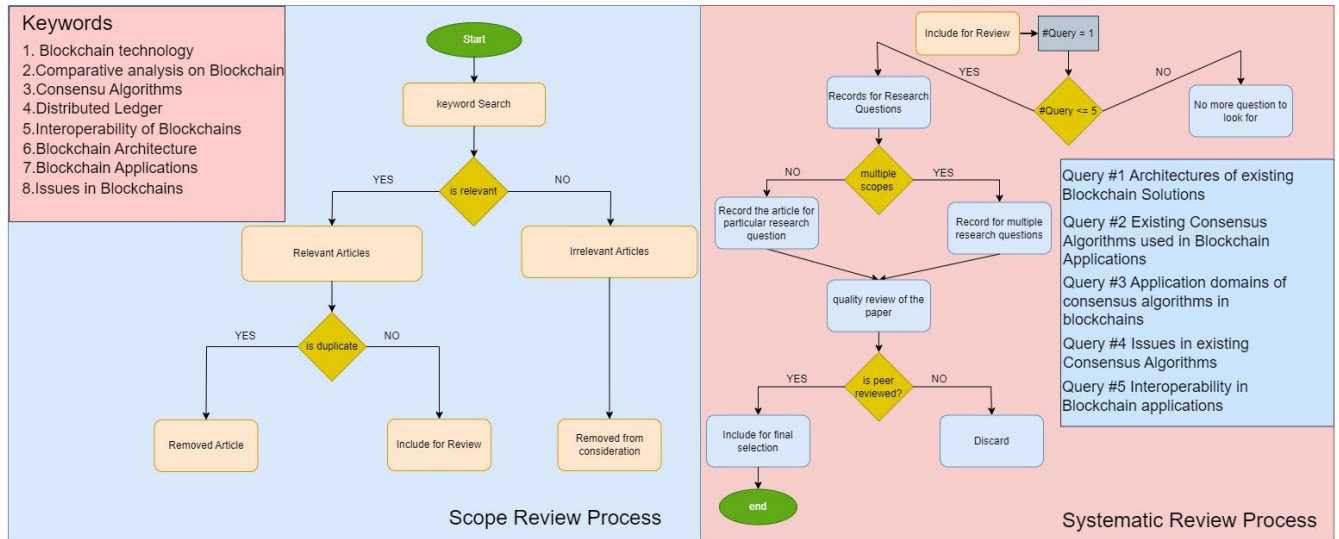 Keywords
1. Blockchain technology
2.Comparative analysis on Blockchain
3.Consensu Algorithms
4.Distributed Ledger
5.Interoperability of Blockchains
6.Blockchain Architecture
7.Blockchain Applications
8.Issues in Blockchains
Start
keyword Search
is relevant
YES
NO
Relevant Articles
Irrelevant Articles
is duplicate
YES
NO
Removed Article
Include for Review
Removed from
consideration
Scope Review Process
Include for Review
#Query = 1
YES
NO
#Query <= 5
Records for Research
Questions
No more question to
look for
multiple
scopes
NO
YES
Record the article for
particular research
question
Record for multiple
research questions
quality review of the
paper
is peer
reviewed?
YES
NO
Include for final
selection
Discard
end
Query #1 Architectures of existing
Blockchain Solutions
Query #2 Existing Consensus
Algorithms used in Blockchain
Applications
Query #3 Application domains of
consensus algorithms in
blockchains
Query #4 Issues in existing
Consensus Algorithms
Query #5 Interoperability in
Blockchain applications
Systematic Review Process